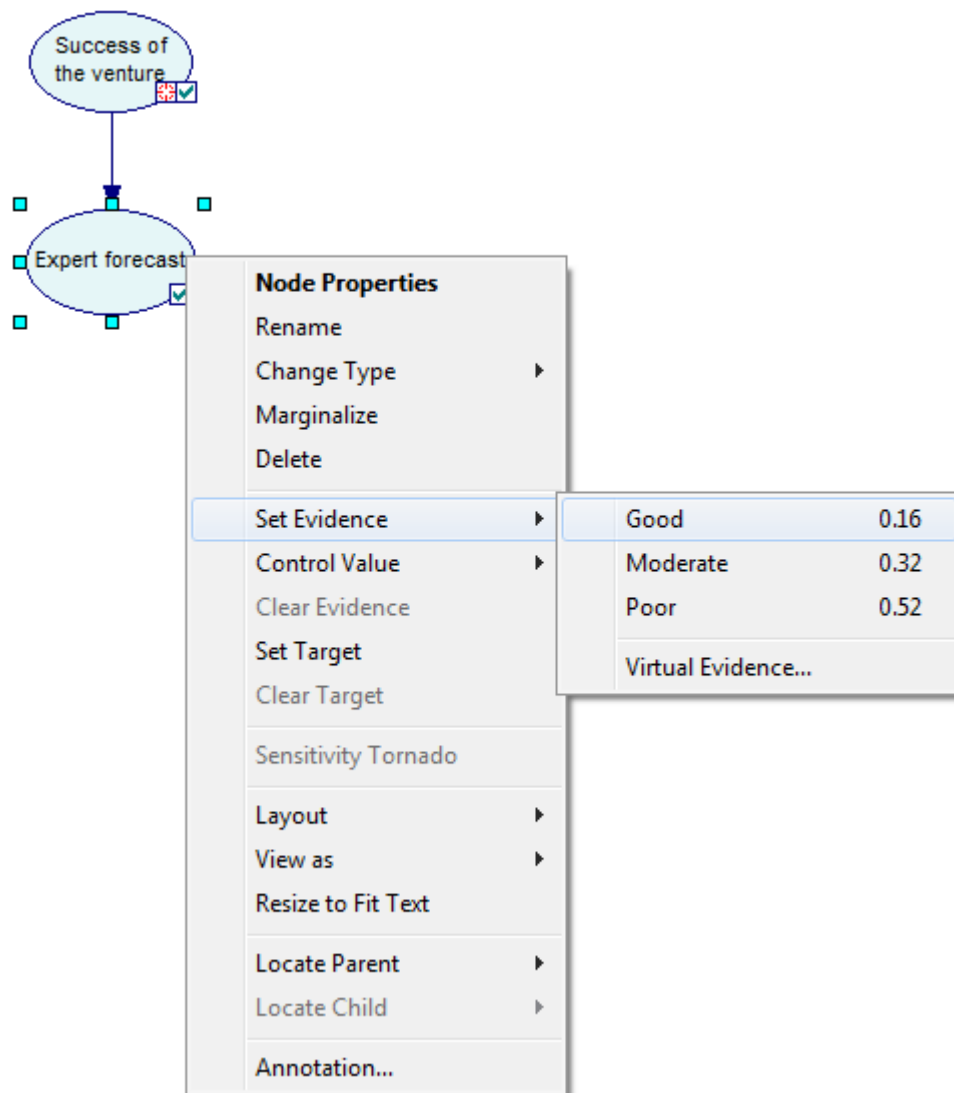 Success of
the venture
Expert forecast
Node Properties
Rename
Change Type
Marginalize
Delete
Set Evidence
Good 0.16
Control Value
Moderate 0.32
Clear Evidence
Poor 0.52
Set Target
Virtual Evidence...
Clear Target
Sensitivity Tornado
Layout
View as
Resize to Fit Text
Locate Parent
Locate Child
Annotation...